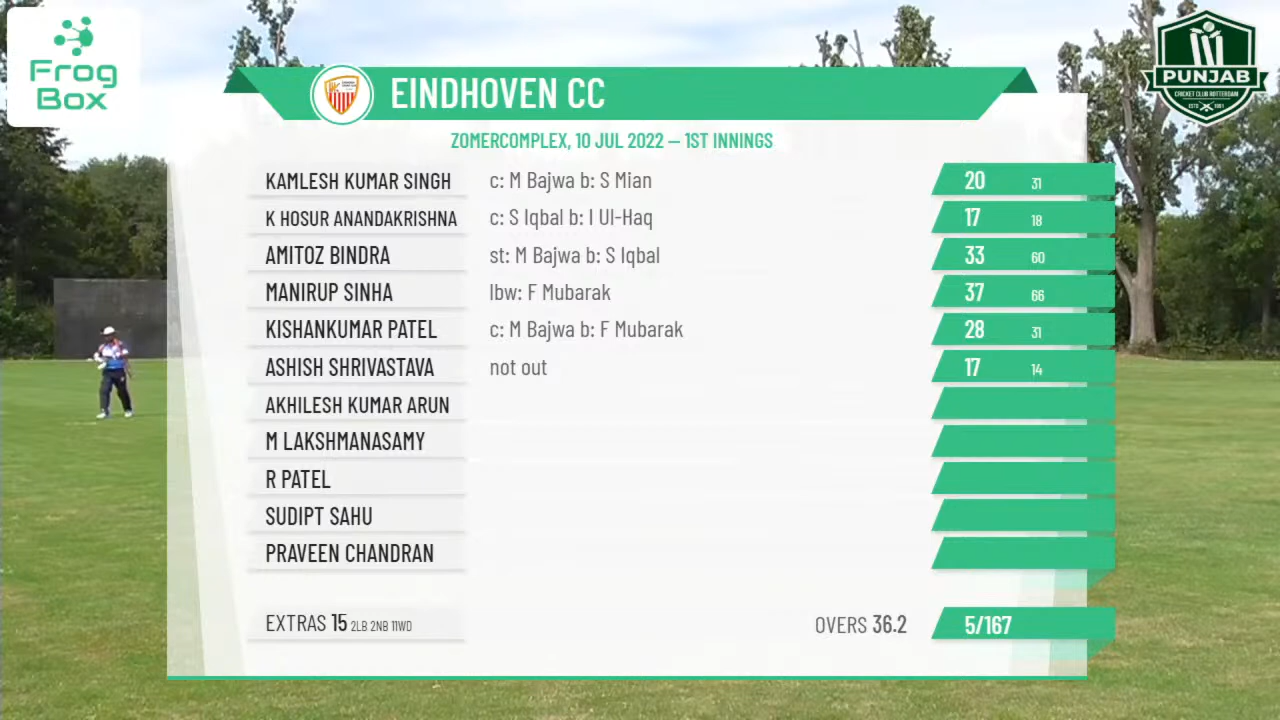 Frog
Box
EINDHOVEN CC
PUNJAB
CRICKET CLUB ROTTERDAM
ZOMERCOMPLEX, 10 JUL 2022 – 1ST INNINGS
KAMLESH KUMAR SINGH c: M Bajwa b: S Mian 20 31
K HOSUR ANANDAKRISHNA c: S Iqbal b: I Ul-Haq 17 18
AMITOZ BINDRA st: M Bajwa b: S Iqbal 33 60
MANIRUP SINHA lbw: F Mubarak 37 66
KISHANKUMAR PATEL c: M Bajwa b: F Mubarak 28 31
ASHISH SHRIVASTAVA not out 17 14
AKHILESH KUMAR ARUN
M LAKSHMANASAMY
R PATEL
SUDIPT SAHU
PRAVEEN CHANDRAN
EXTRAS 15 2LB 2NB 11WD OVERS 36.2 5/167